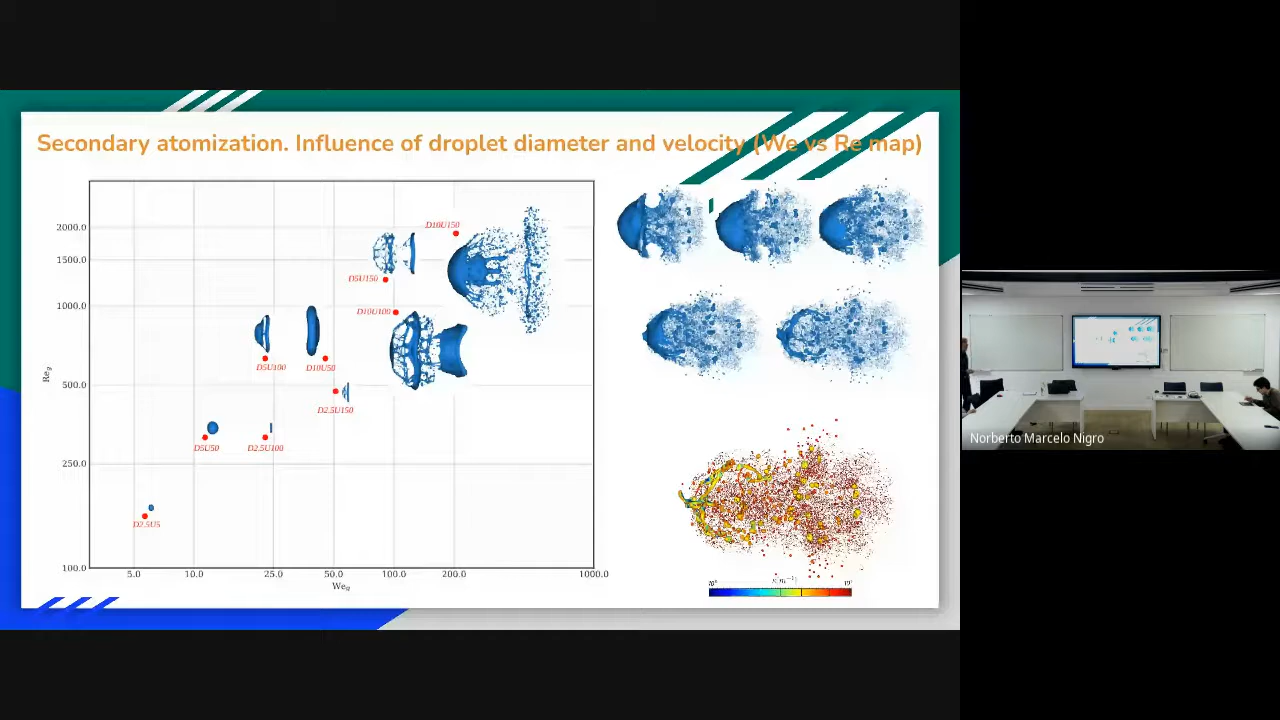 Secondary atomization. Influence of droplet diameter and velocity (We vs Re map)
2000.0
1500.0
1000.0
500.0
250.0
100.0
Re_g
D10U150
D5U150
D10U100
D5U100
D10U50
D2.5U150
D5U50
D2.5U100
D2.5U5
5.0
10.0
25.0
50.0
100.0
200.0
1000.0
We_g
κ[m⁻¹]
Norberto Marcelo Nigro